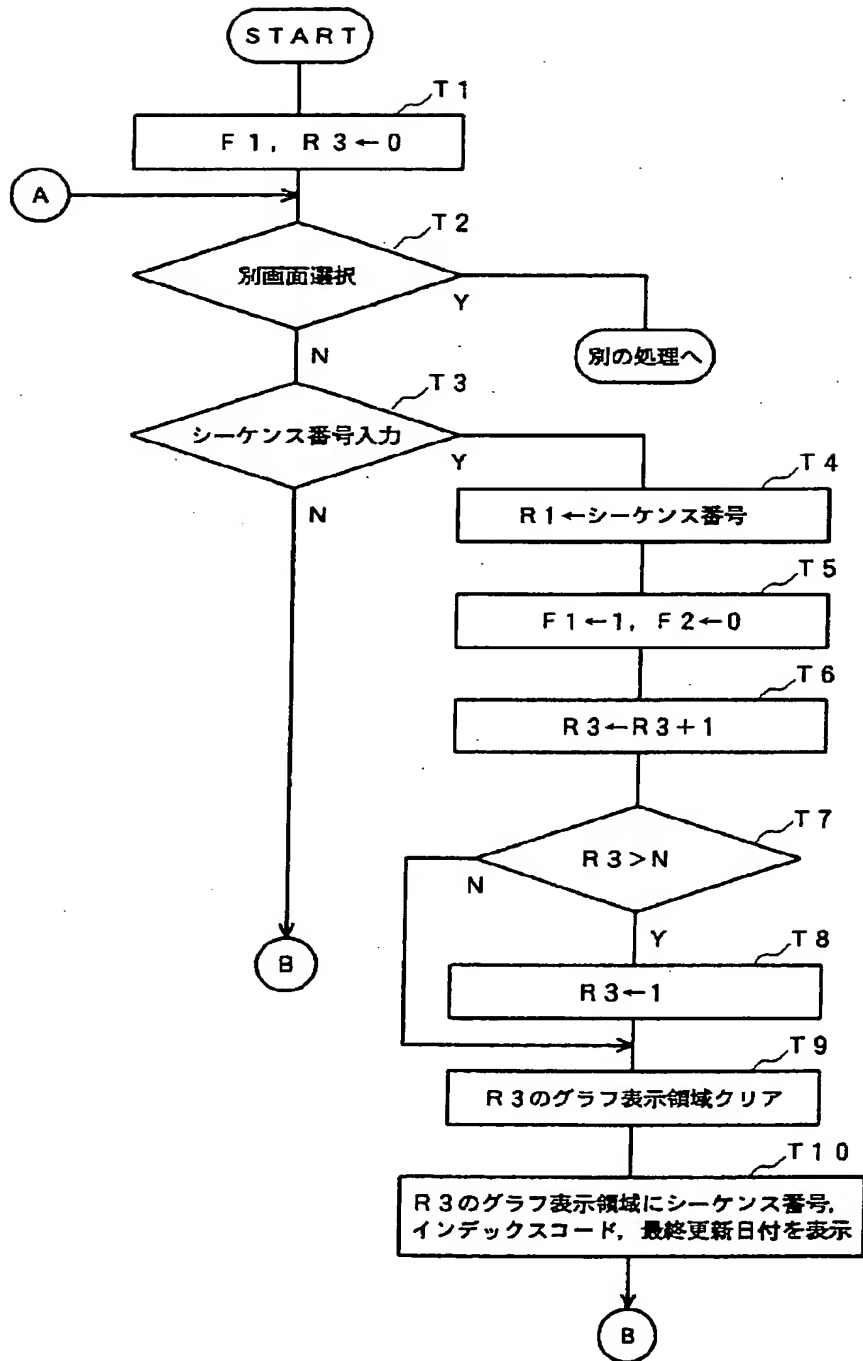 START
T1
F1, R3←0
A
T2
別画面選択
Y
別の処理へ
N
T3
シーケンス番号入力
Y
N
T4
R1←シーケンス番号
T5
F1←1, F2←0
T6
R3←R3+1
T7
R3>N
N
Y
B
T8
R3←1
T9
R3のグラフ表示領域クリア
T10
R3のグラフ表示領域にシーケンス番号,
インデックスコード, 最終更新日付を表示
B